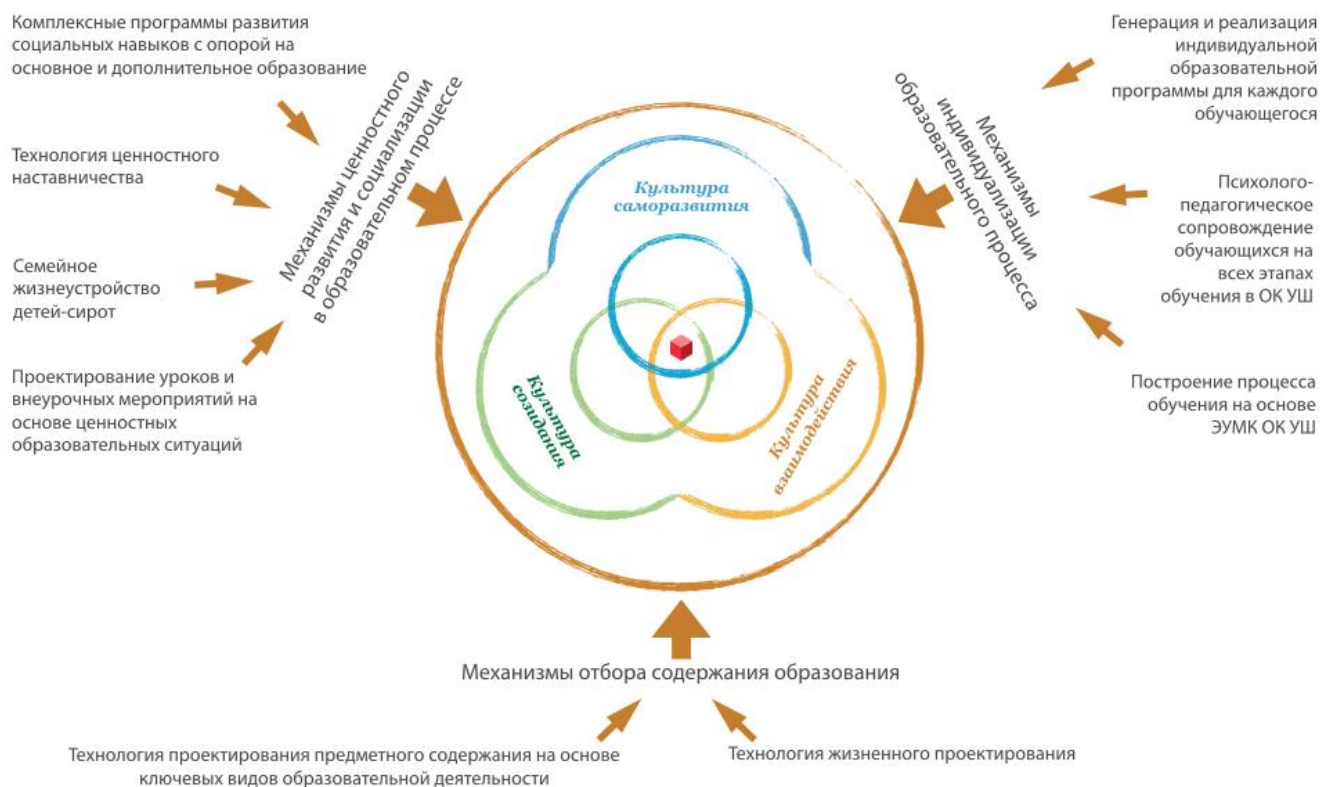 Комплексные программы развития
социальных навыков с опорой на
основное и дополнительное образование
Технология ценностного
наставничества
Семейное
жизнеустройство
детей-сирот
Проектирование уроков и
внеурочных мероприятий на
основе ценностных
образовательных ситуаций
Механизмы ценностного
развития и социализации
в образовательном процессе
Культура
саморазвития
Культура
созидания
Культура
взаимодействия
Механизмы
индивидуализации
образовательного процесса
Генерация и реализация
индивидуальной
образовательной
программы для каждого
обучающегося
Психолого-
педагогическое
сопровождение
обучающихся на
всех этапах
обучения в ОК УШ
Построение процесса
обучения на основе
ЭУМК ОК УШ
Механизмы отбора содержания образования
Технология проектирования предметного содержания на основе
ключевых видов образовательной деятельности
Технология жизненного проектирования